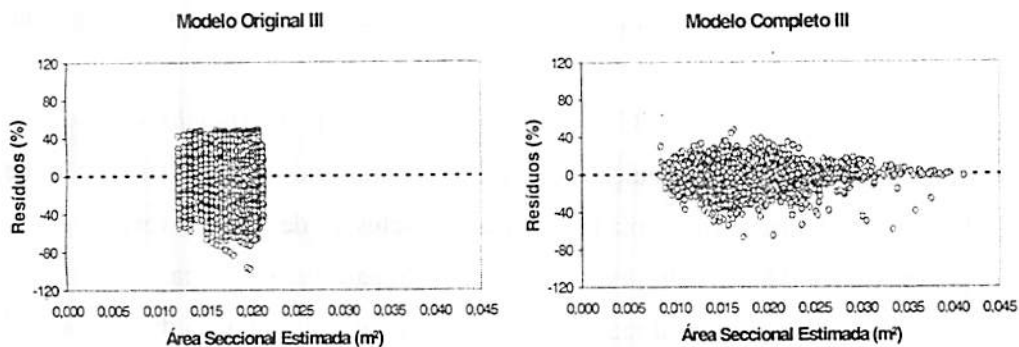 Modelo Original III
120
80
40
0
-40
-80
-120
Resíduos (%)
0,000 0,005 0,010 0,015 0,020 0,025 0,030 0,035 0,040 0,045
Área Seccional Estimada (m²)
Modelo Completo III
120
80
40
0
-40
-80
-120
Resíduos (%)
0,000 0,005 0,010 0,015 0,020 0,025 0,030 0,035 0,040 0,045
Área Seccional Estimada (m²)